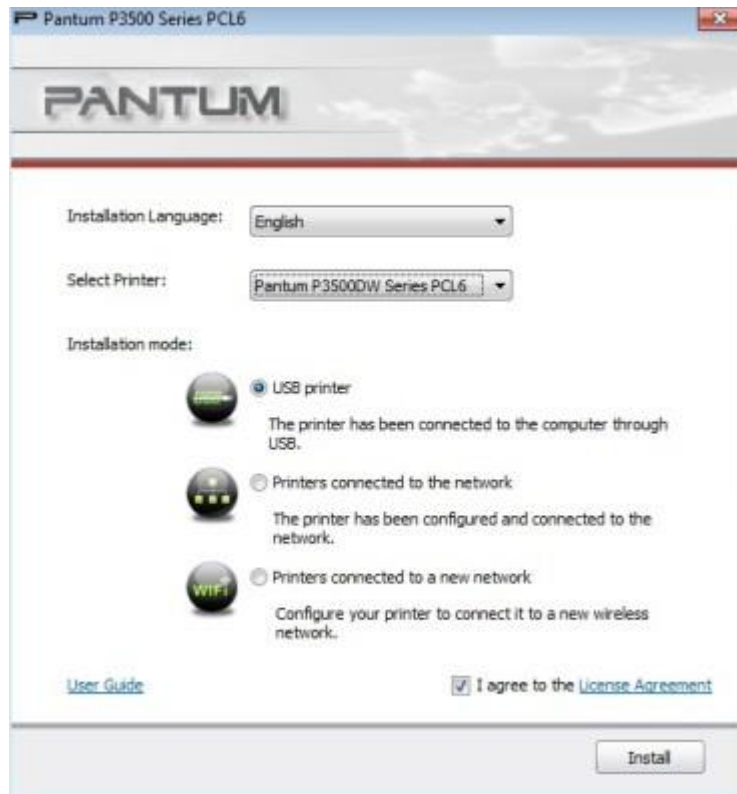 Pantum P3500 Series PCL6
PANTUM
Installation Language:
English
Select Printer:
Pantum P3500DW Series PCL6
Installation mode:
USB
USB printer
The printer has been connected to the computer through
USB.
Printers connected to the network
The printer has been configured and connected to the
network.
WiFi
Printers connected to a new network
Configure your printer to connect it to a new wireless
network.
User Guide
I agree to the License Agreement
Install